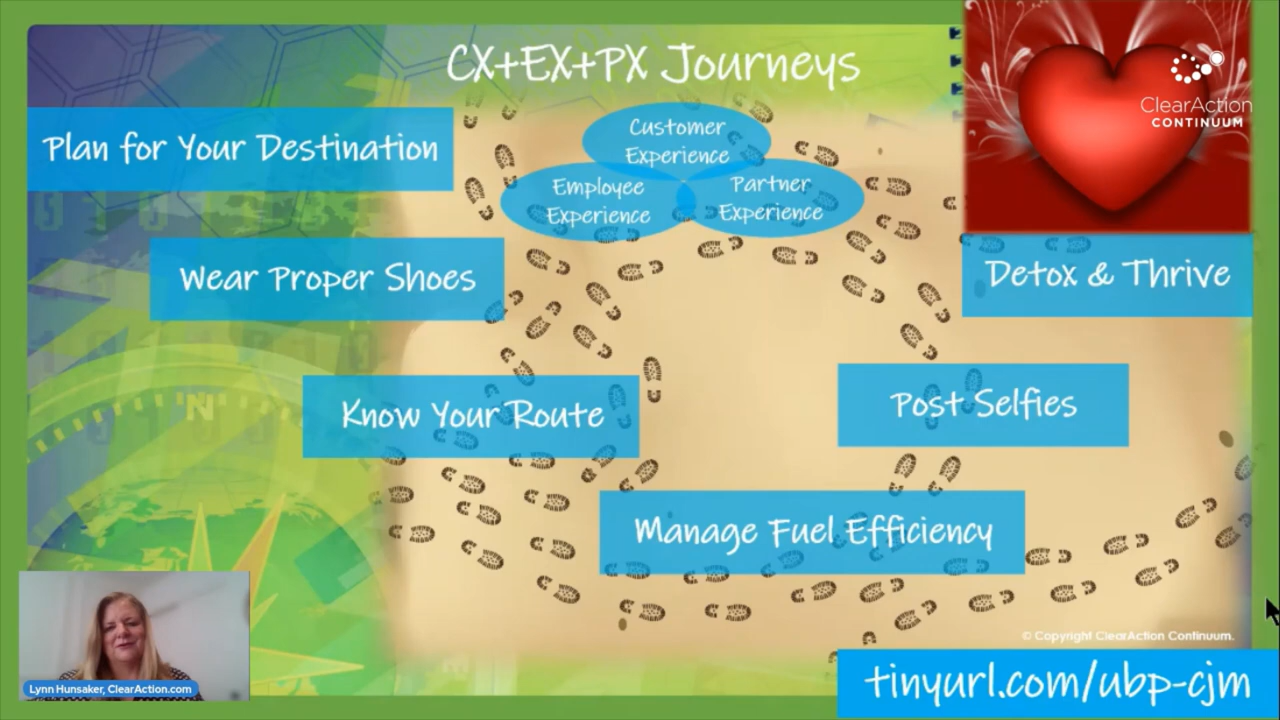 CX+EX+PX Journeys
ClearAction
CONTINUUM
Plan for Your Destination
Customer
Experience
Employee
Experience
Partner
Experience
Wear Proper Shoes
Detox & Thrive
Know Your Route
Post Selfies
N
Manage Fuel Efficiency
© Copyright ClearAction Continuum.
Lynn Hunsaker, ClearAction.com
tinyurl.com/ubp-cjm